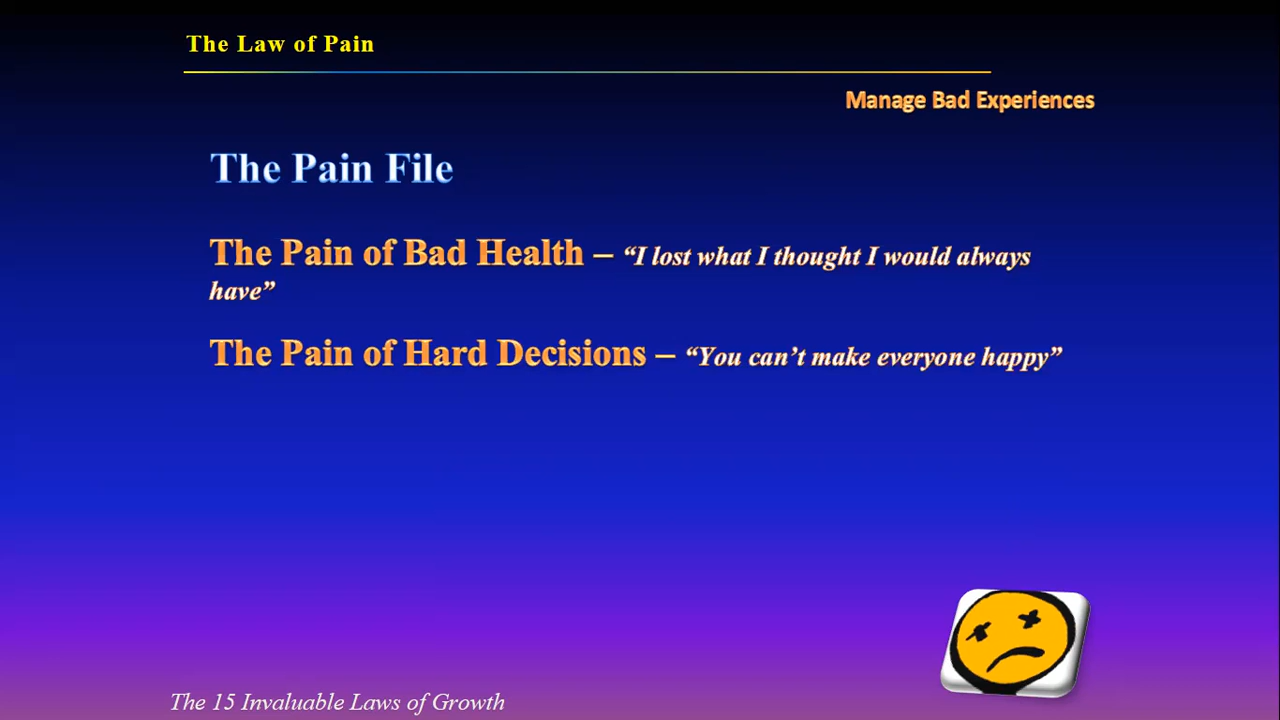 The Law of Pain
Manage Bad Experiences
The Pain File
The Pain of Bad Health – “I lost what I thought I would always
have”
The Pain of Hard Decisions – “You can’t make everyone happy”
The 15 Invaluable Laws of Growth